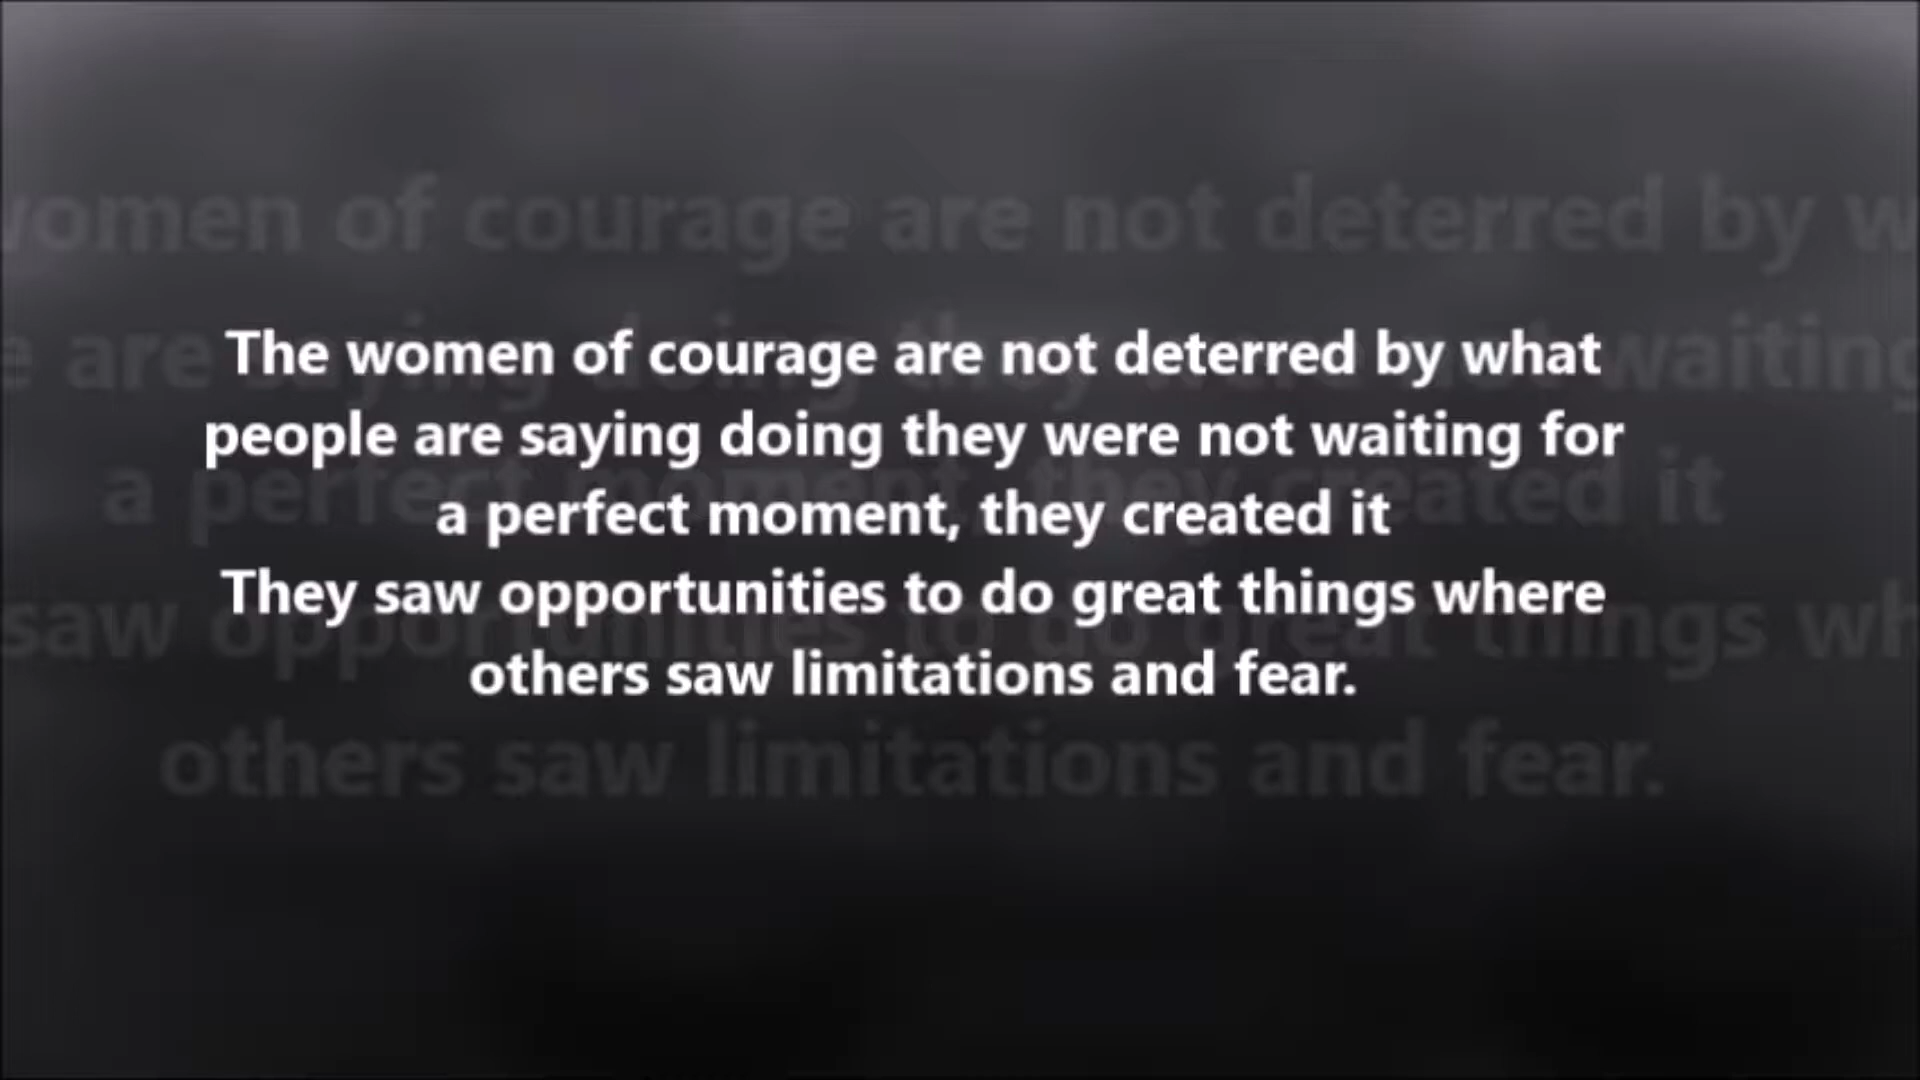 The women of courage are not deterred by what
people are saying doing they were not waiting for
a perfect moment, they created it
They saw opportunities to do great things where
others saw limitations and fear.